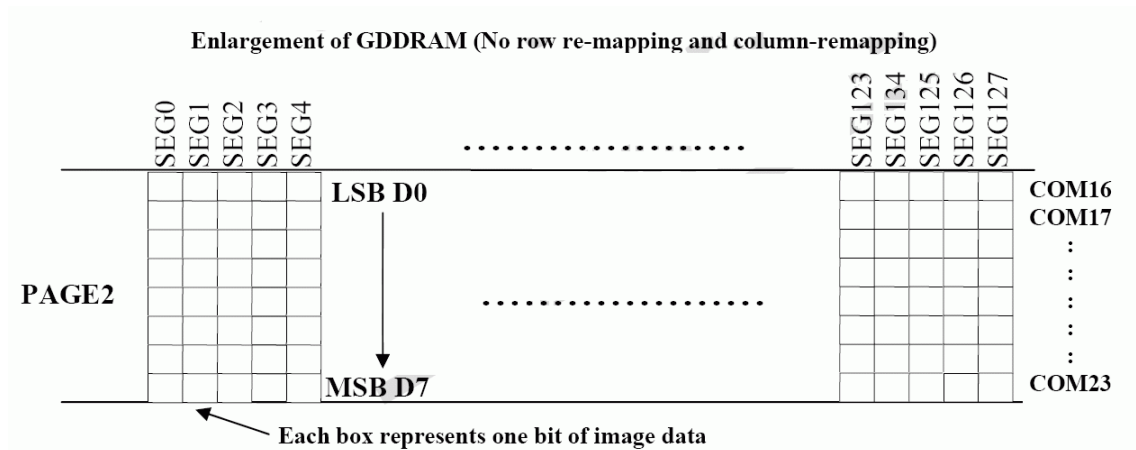 Enlargement of GDDRAM (No row re-mapping and column-remapping)
SEG0
SEG1
SEG2
SEG3
SEG4
SEG123
SEG134
SEG125
SEG126
SEG127
LSB D0
COM16
COM17
PAGE2
MSB D7
COM23
Each box represents one bit of image data